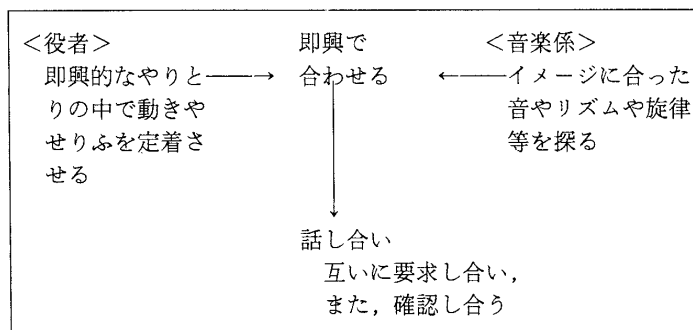 <役者>
即興的なやりと
りの中で動きや
せりふを定着さ
せる
即興で
合わせる
<音楽係>
イメージに合った
音やリズムや旋律
等を探る
話し合い
互いに要求し合い,
また,確認し合う